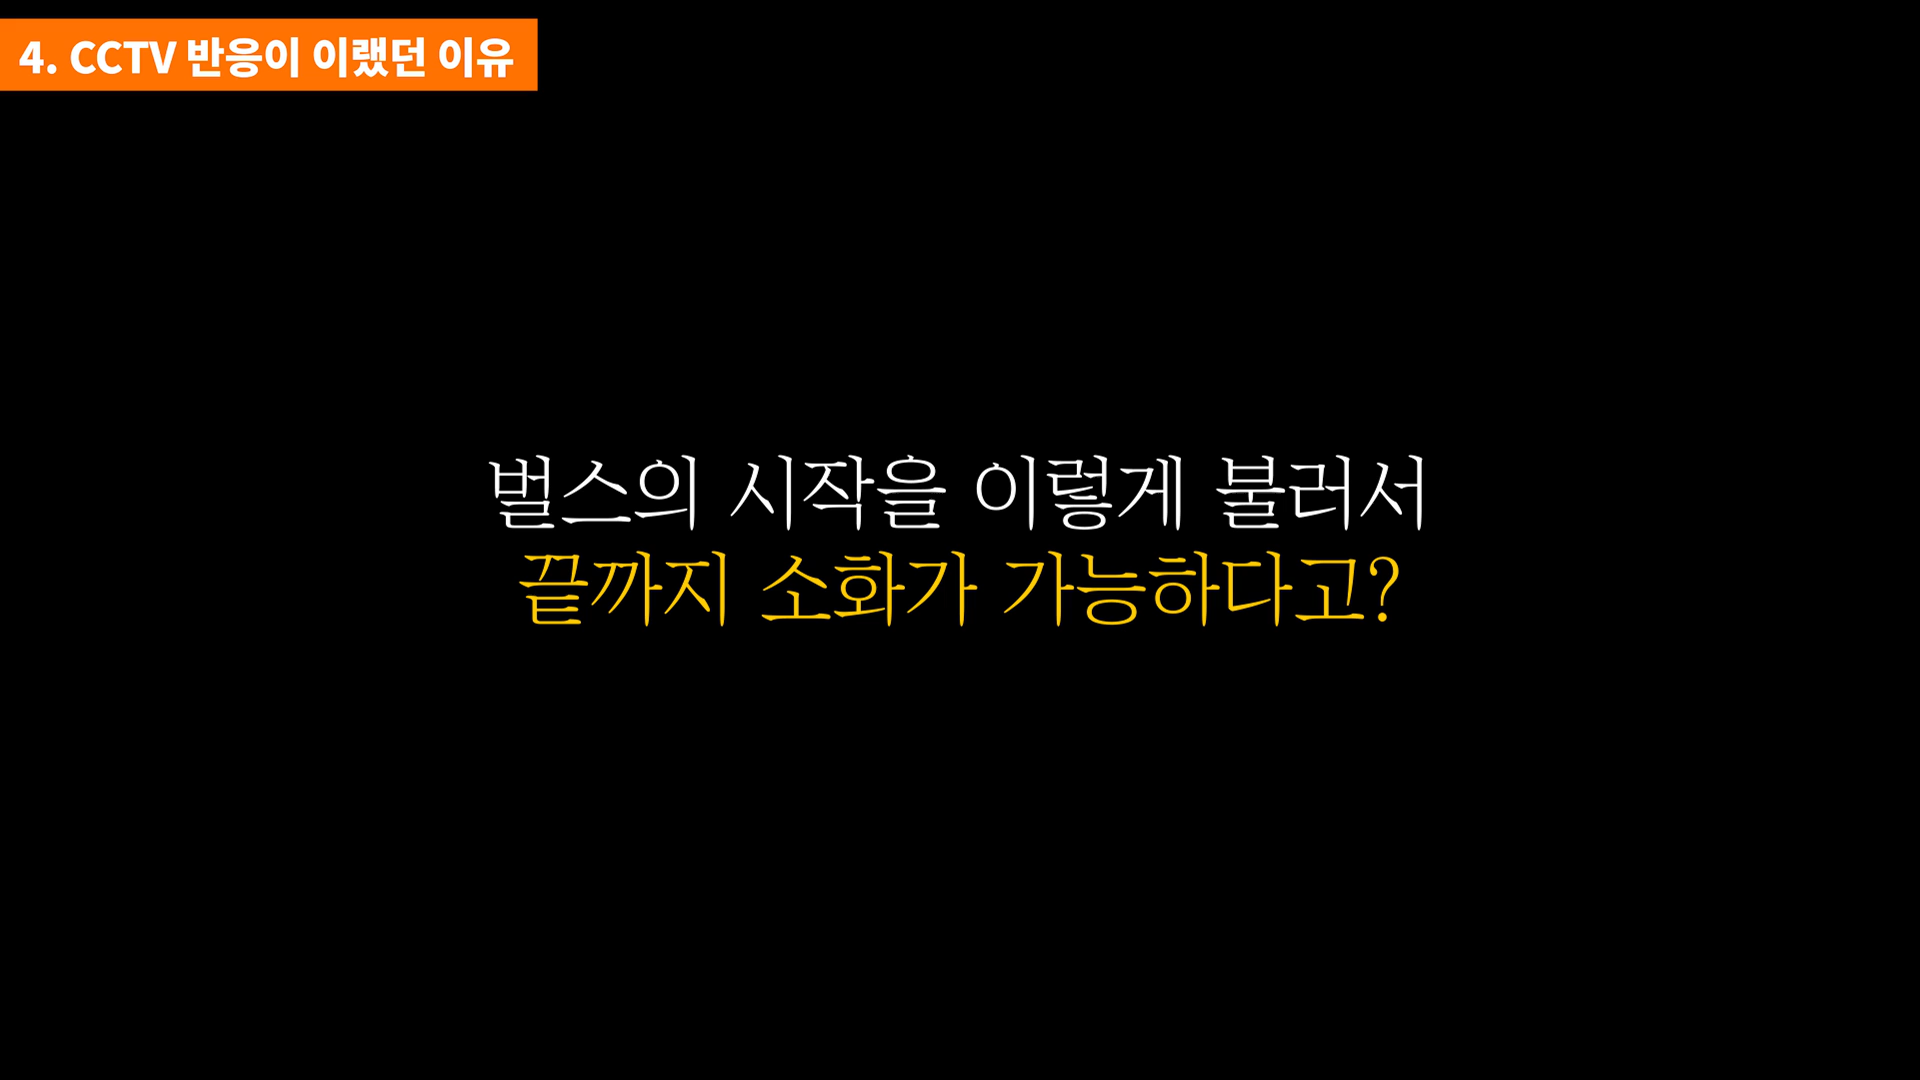 4. CCTV 반응이 이랬던 이유
벌스의 시작을 이렇게 불러서
끝까지 소화가 가능하다고?